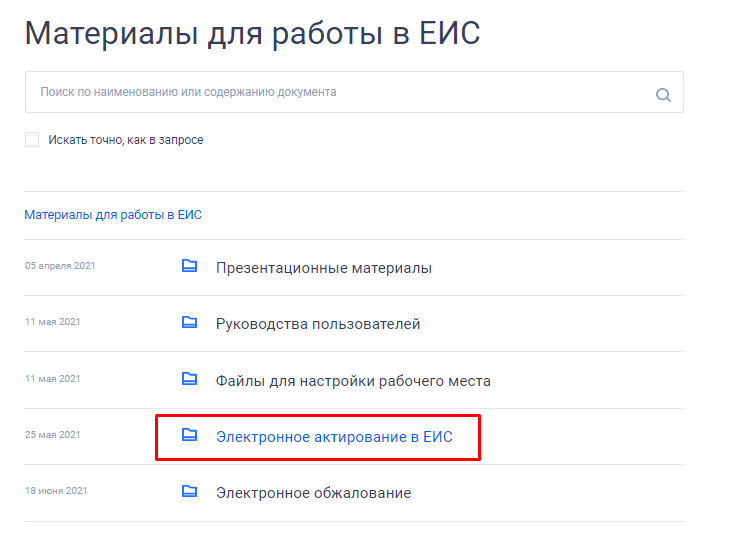 Материалы для работы в ЕИС
Поиск по наименованию или содержанию документа
Искать точно, как в запросе
Материалы для работы в ЕИС
05 апреля 2021 Презентационные материалы
11 мая 2021 Руководства пользователей
11 мая 2021 Файлы для настройки рабочего места
25 мая 2021 Электронное актирование в ЕИС
18 июня 2021 Электронное обжалование